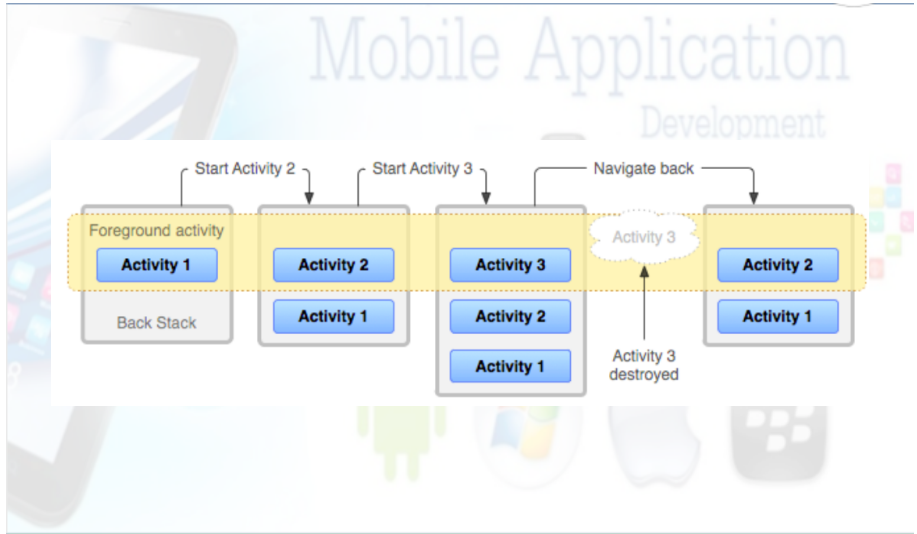 Mobile Application
Development
Start Activity 2
Start Activity 3
Navigate back
Foreground activity
Activity 1
Back Stack
Activity 2
Activity 1
Activity 3
Activity 2
Activity 1
Activity 3
Activity 3
destroyed
Activity 2
Activity 1